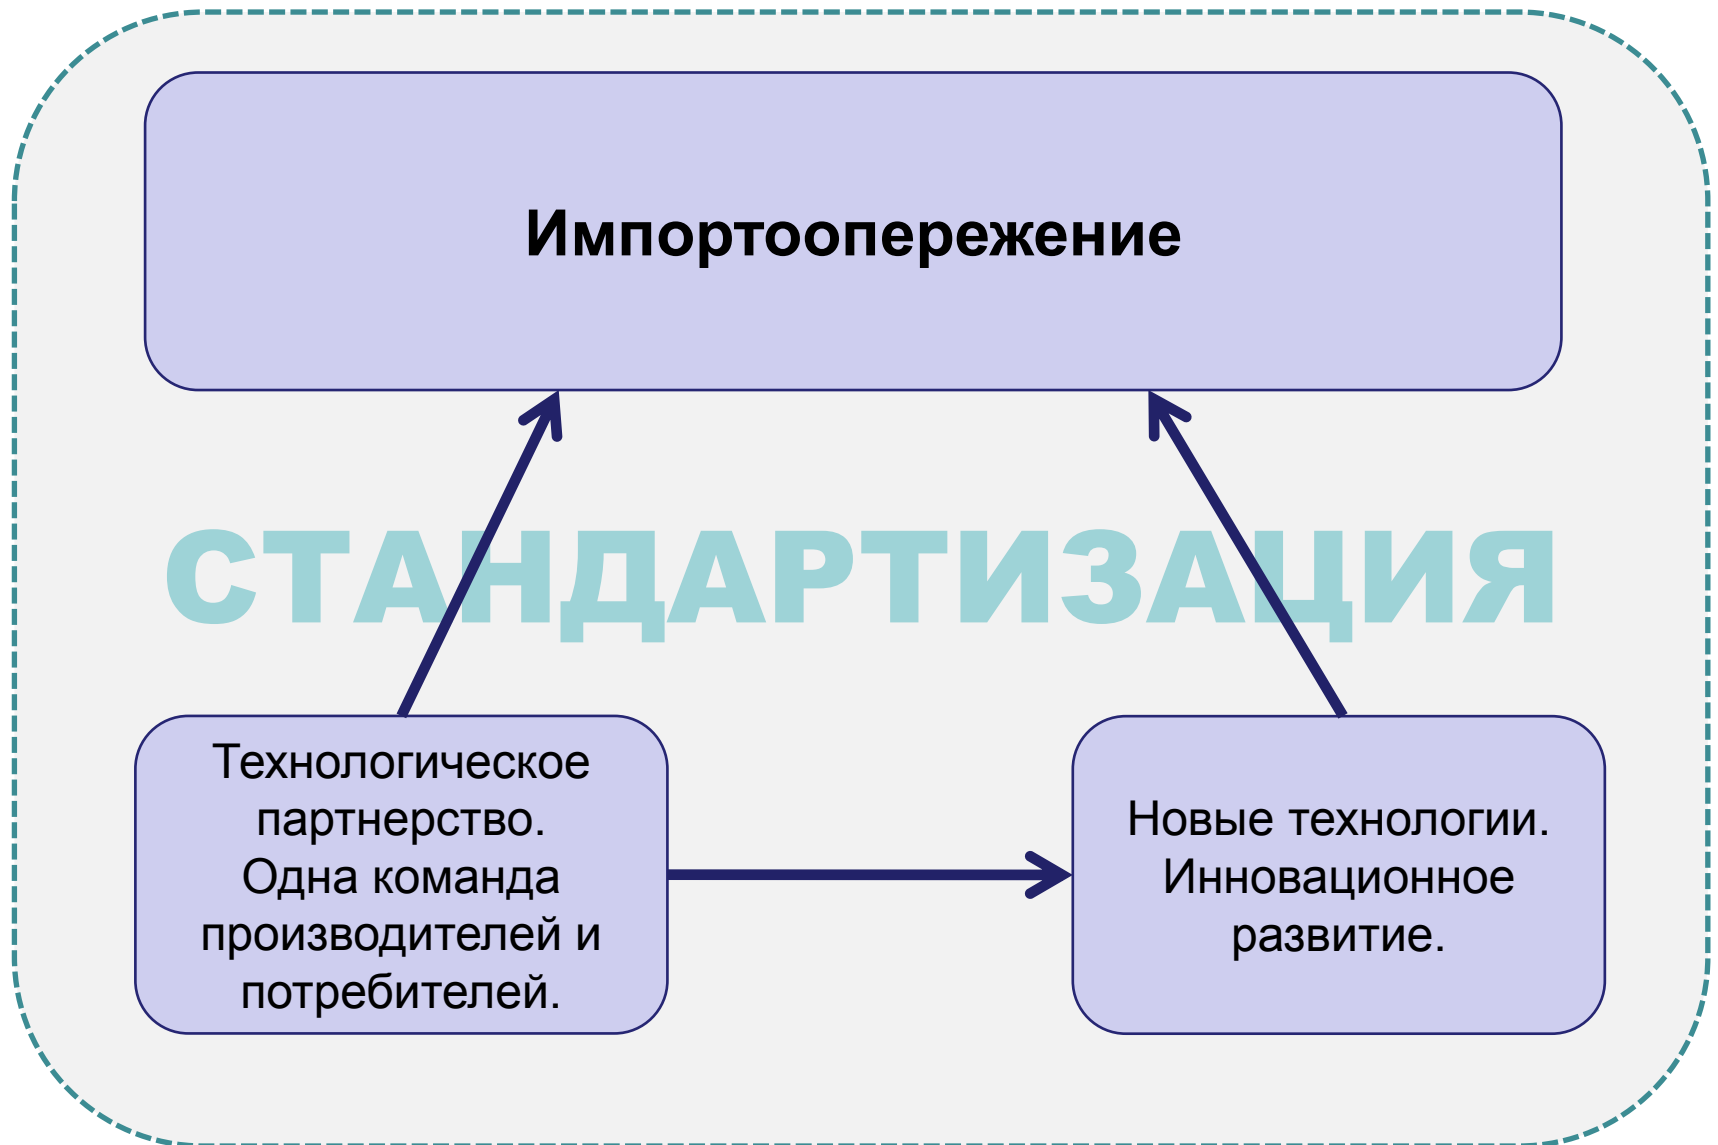 Импортоопережение
СТАНДАРТИЗАЦИЯ
Технологическое
партнерство.
Одна команда
производителей и
потребителей.
Новые технологии.
Инновационное
развитие.